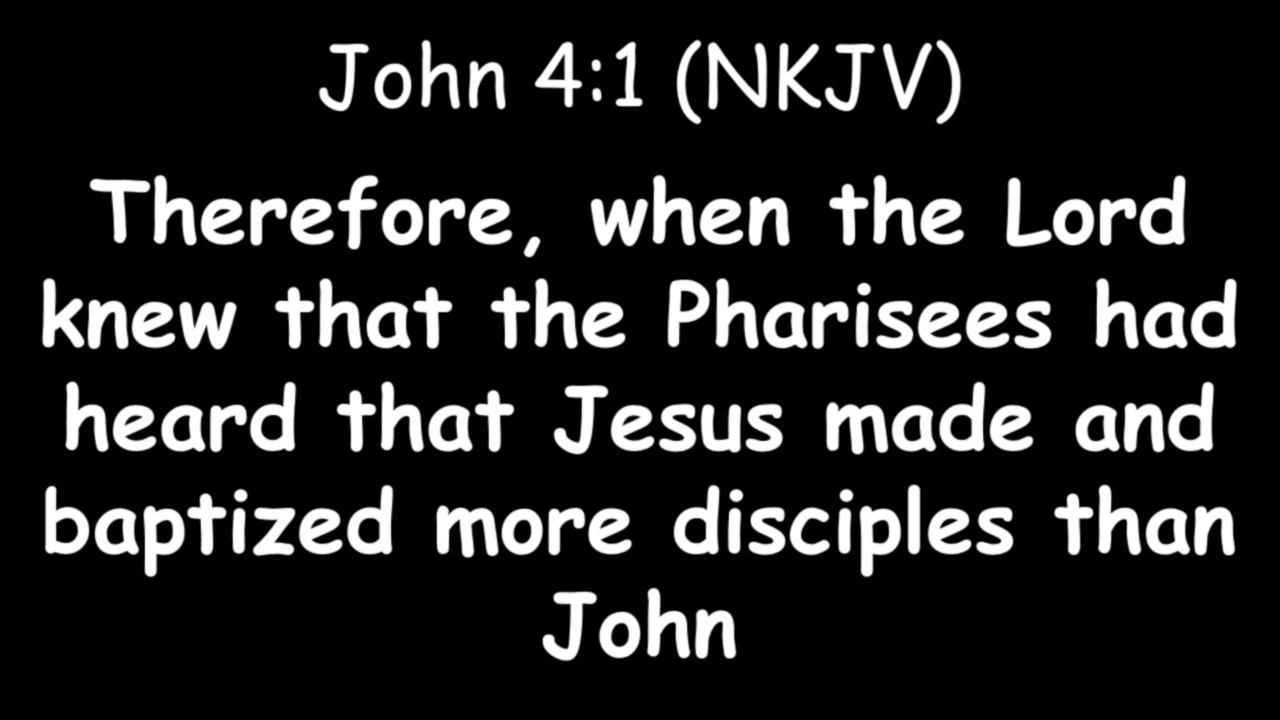 John 4:1 (NKJV)
Therefore, when the Lord
knew that the Pharisees had
heard that Jesus made and
baptized more disciples than
John